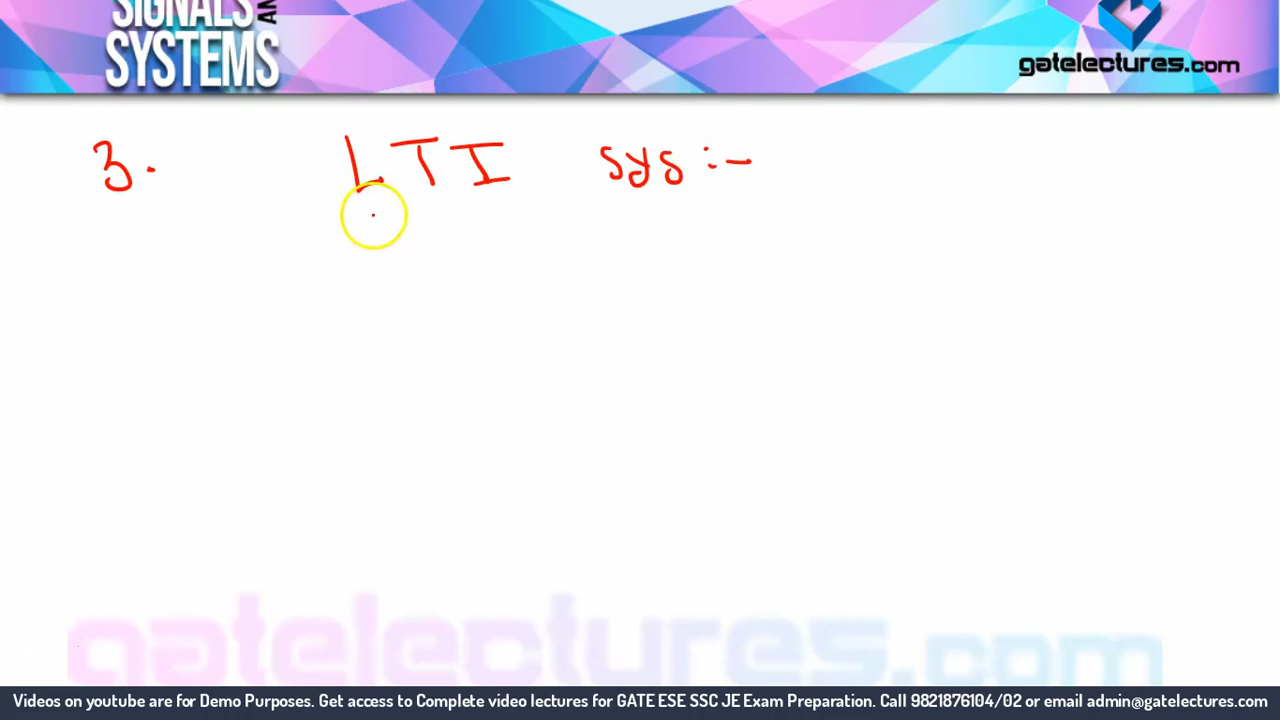 SIGNALS AN
SYSTEMS
gatelectures.com
3. LTI sys :-
gatelectures.com
Videos on youtube are for Demo Purposes. Get access to Complete video lectures for GATE ESE SSC JE Exam Preparation. Call 9821876104/02 or email admin@gatelectures.com